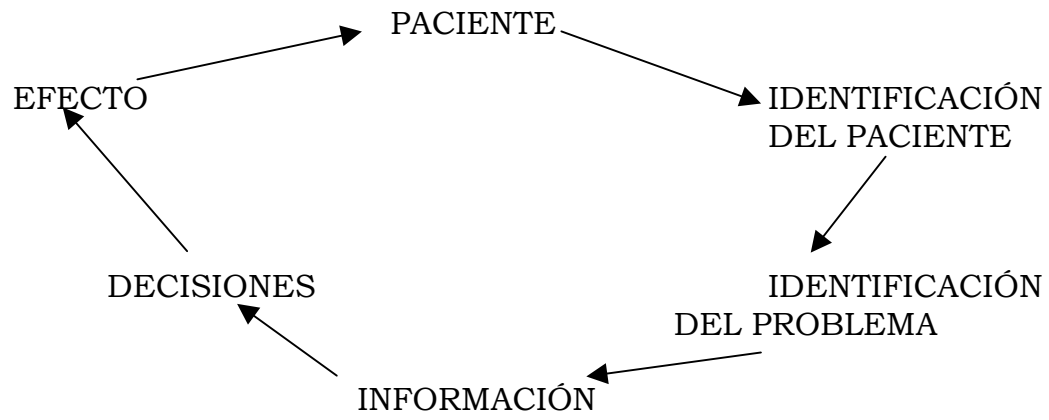 PACIENTE
EFECTO
IDENTIFICACIÓN
DEL PACIENTE
DECISIONES
IDENTIFICACIÓN
DEL PROBLEMA
INFORMACIÓN